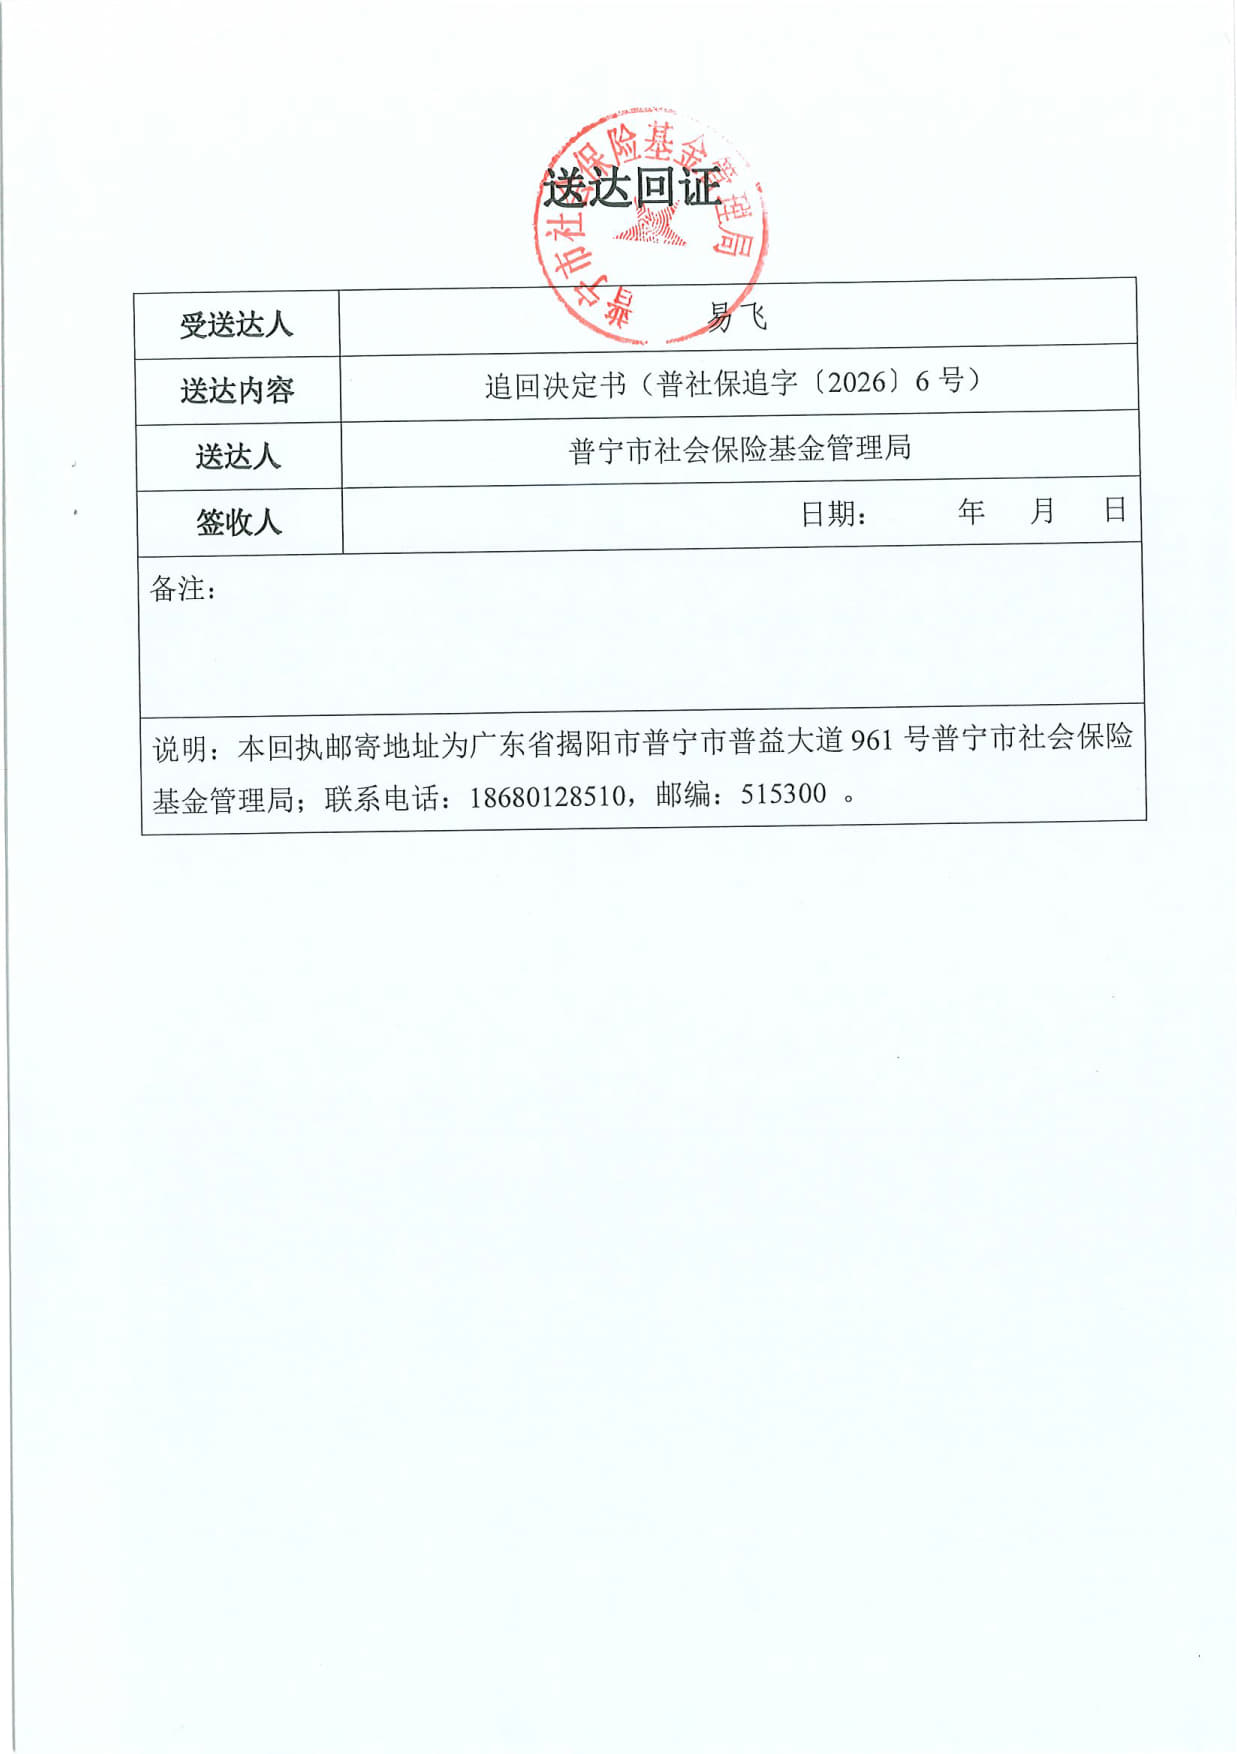 普宁市社会保险基金管理局
送达回证
受送达人 易飞
送达内容 追回决定书（普社保追字〔2026〕6 号）
送达人 普宁市社会保险基金管理局
签收人 日期： 年 月 日
备注：
说明：本回执邮寄地址为广东省揭阳市普宁市普益大道 961 号普宁市社会保险
基金管理局；联系电话：18680128510，邮编：515300 。